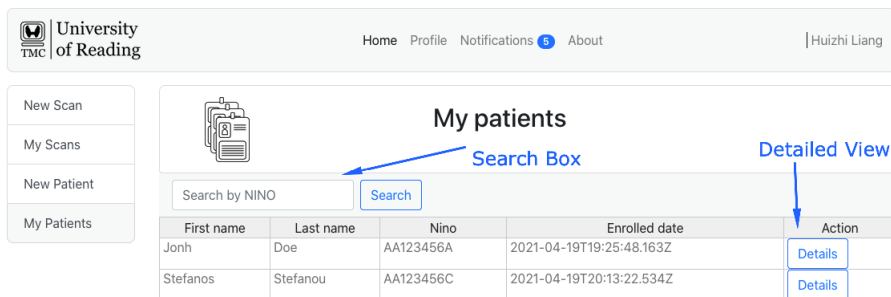 University
of Reading
TMC
Home Profile Notifications 5 About
Huizhi Liang
New Scan
My Scans
New Patient
My Patients
My patients
Search Box
Detailed View
Search by NINO Search
First name Last name Nino Enrolled date Action
Jonh Doe AA123456A 2021-04-19T19:25:48.163Z Details
Stefanos Stefanou AA123456C 2021-04-19T20:13:22.534Z Details